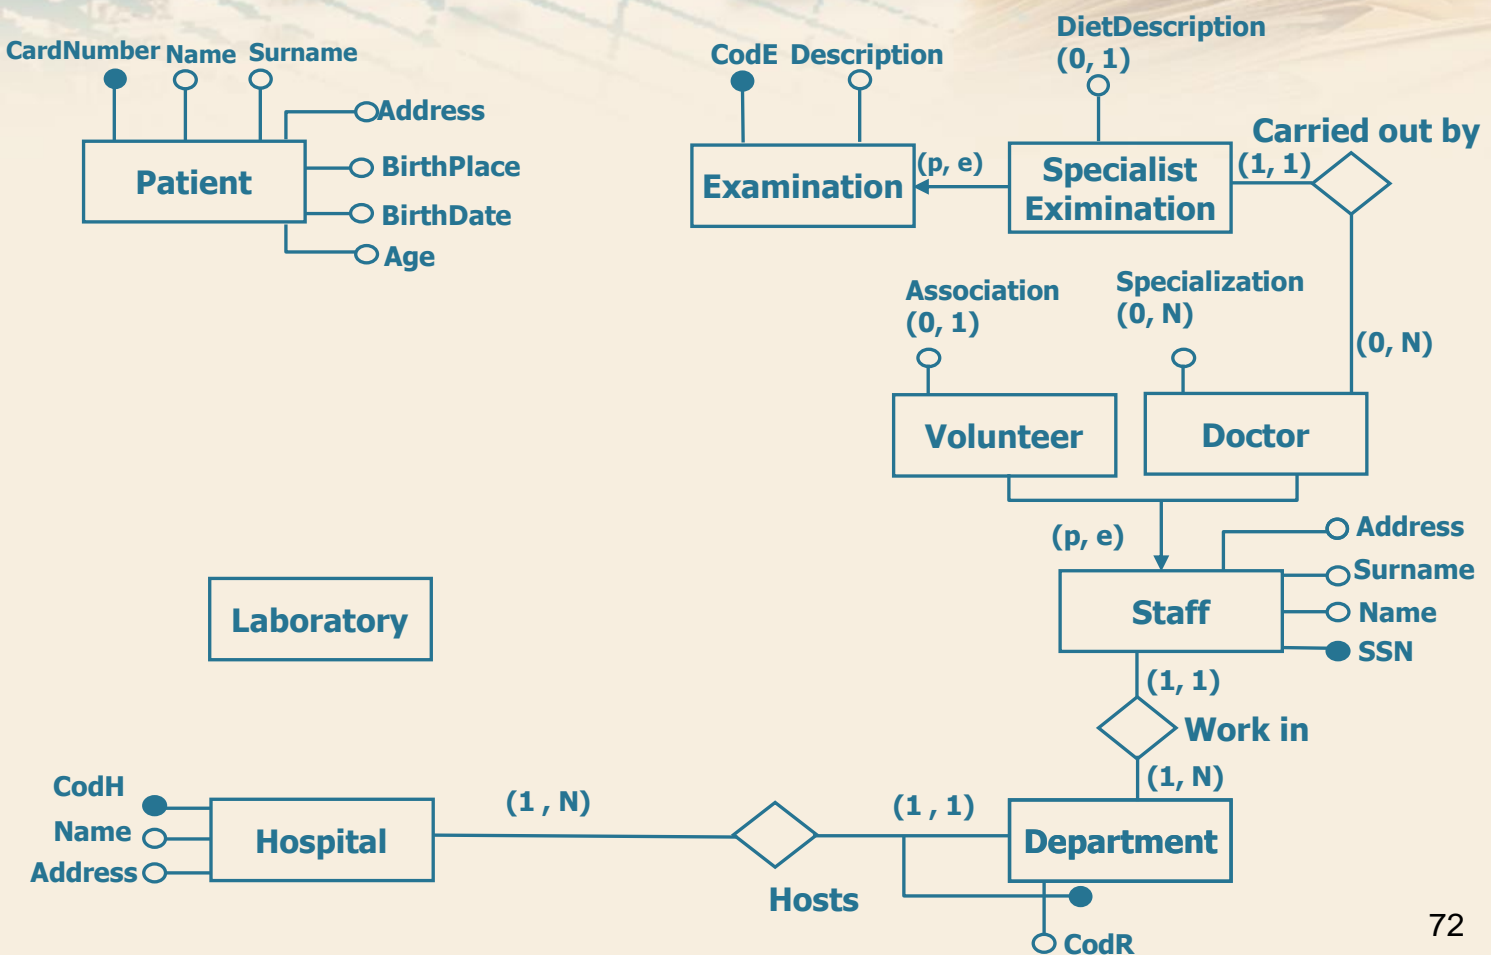 DietDescription
(0, 1)
CardNumber Name Surname
CodE Description
Address
Carried out by
Patient
BirthPlace
BirthDate
Age
Examination
(p, e)
Specialist
Eximination
(1, 1)
Association
(0, 1)
Specialization
(0, N)
(0, N)
Volunteer
Doctor
(p, e)
Address
Surname
Name
SSN
Staff
Laboratory
(1, 1)
Work in
(1, N)
CodH
Name
Address
Hospital
(1 , N)
Hosts
(1 , 1)
Department
CodR
72